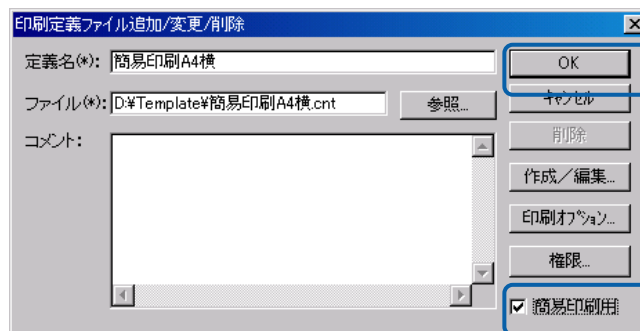 印刷定義ファイル追加/変更/削除
定義名(*): 簡易印刷A4横
OK
ファイル(*): D:¥Template¥簡易印刷A4横.cnt 参照...
キャンセル
コメント:
削除
作成／編集...
印刷オプション...
権限...
簡易印刷用